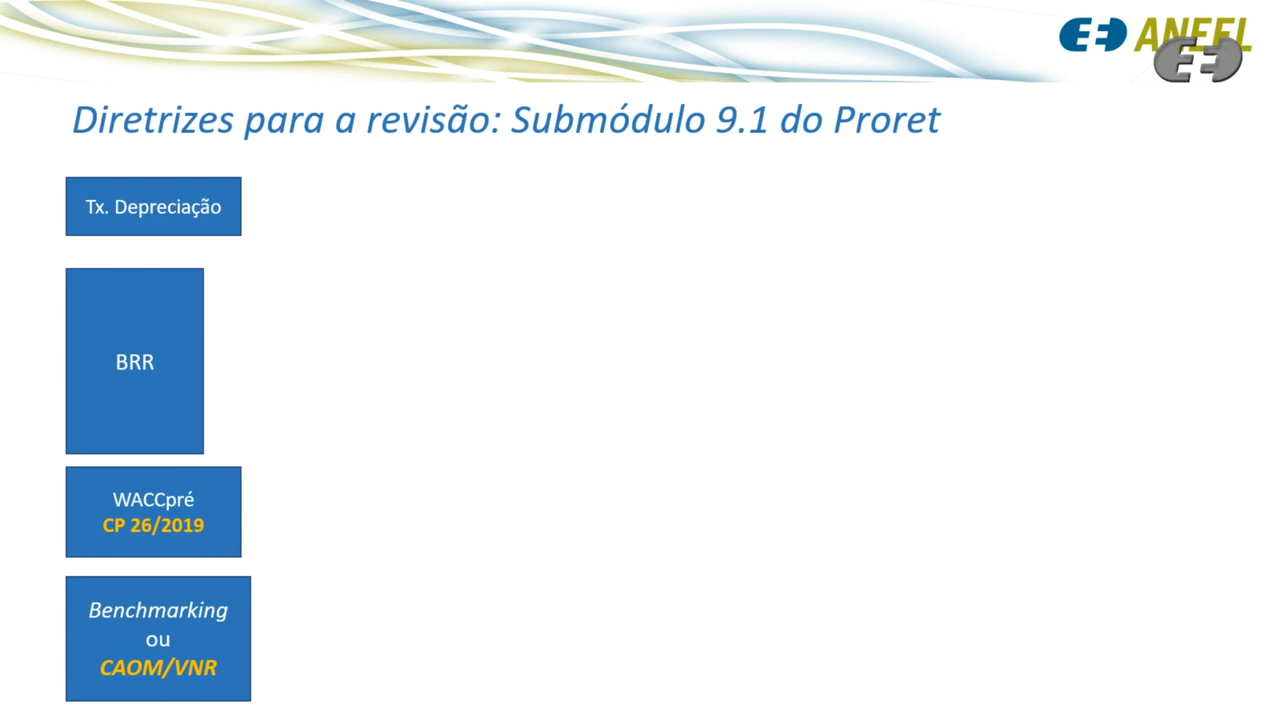 ANEEL
Diretrizes para a revisão: Submódulo 9.1 do Proret
Tx. Depreciação
BRR
WACCpré
CP 26/2019
Benchmarking
ou
CAOM/VNR